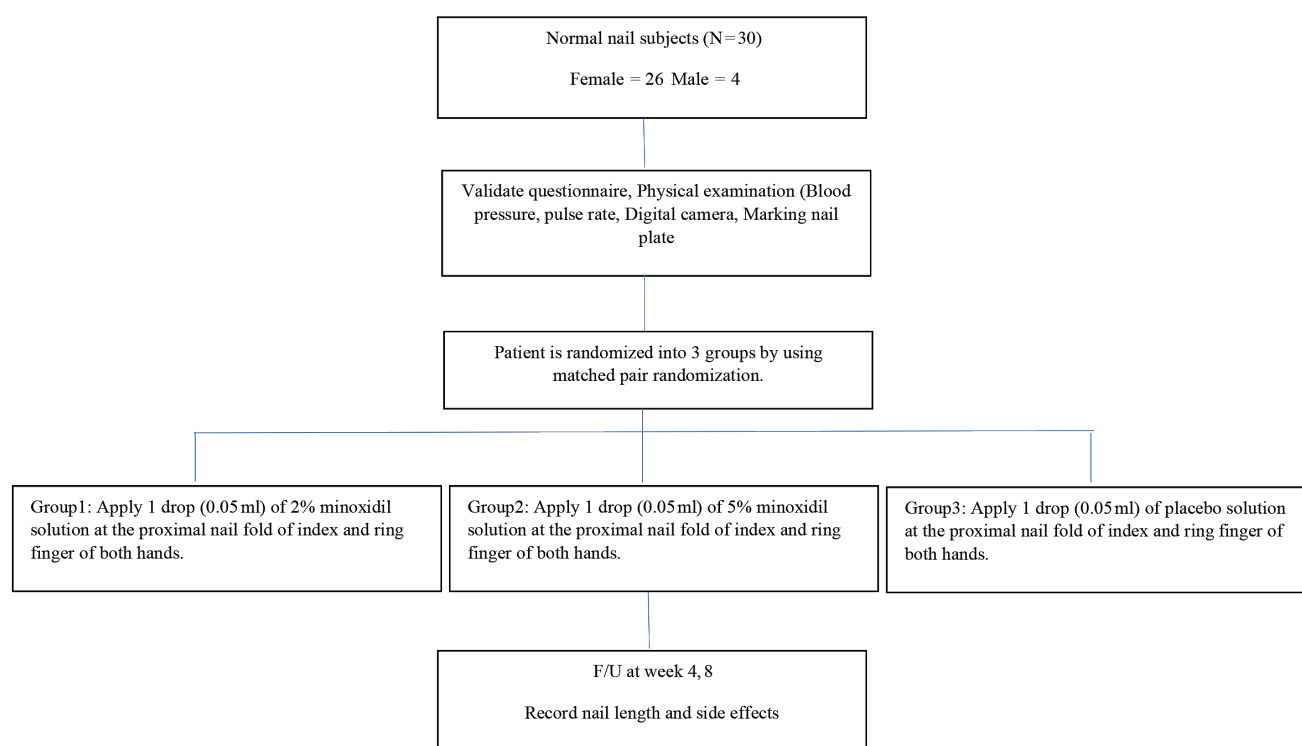 Normal nail subjects (N=30)
Female = 26 Male = 4
Validate questionnaire, Physical examination (Blood
pressure, pulse rate, Digital camera, Marking nail
plate
Patient is randomized into 3 groups by using
matched pair randomization.
Group1: Apply 1 drop (0.05 ml) of 2% minoxidil
solution at the proximal nail fold of index and ring
finger of both hands.
Group2: Apply 1 drop (0.05 ml) of 5% minoxidil
solution at the proximal nail fold of index and ring
finger of both hands.
Group3: Apply 1 drop (0.05 ml) of placebo solution
at the proximal nail fold of index and ring finger of
both hands.
F/U at week 4, 8
Record nail length and side effects